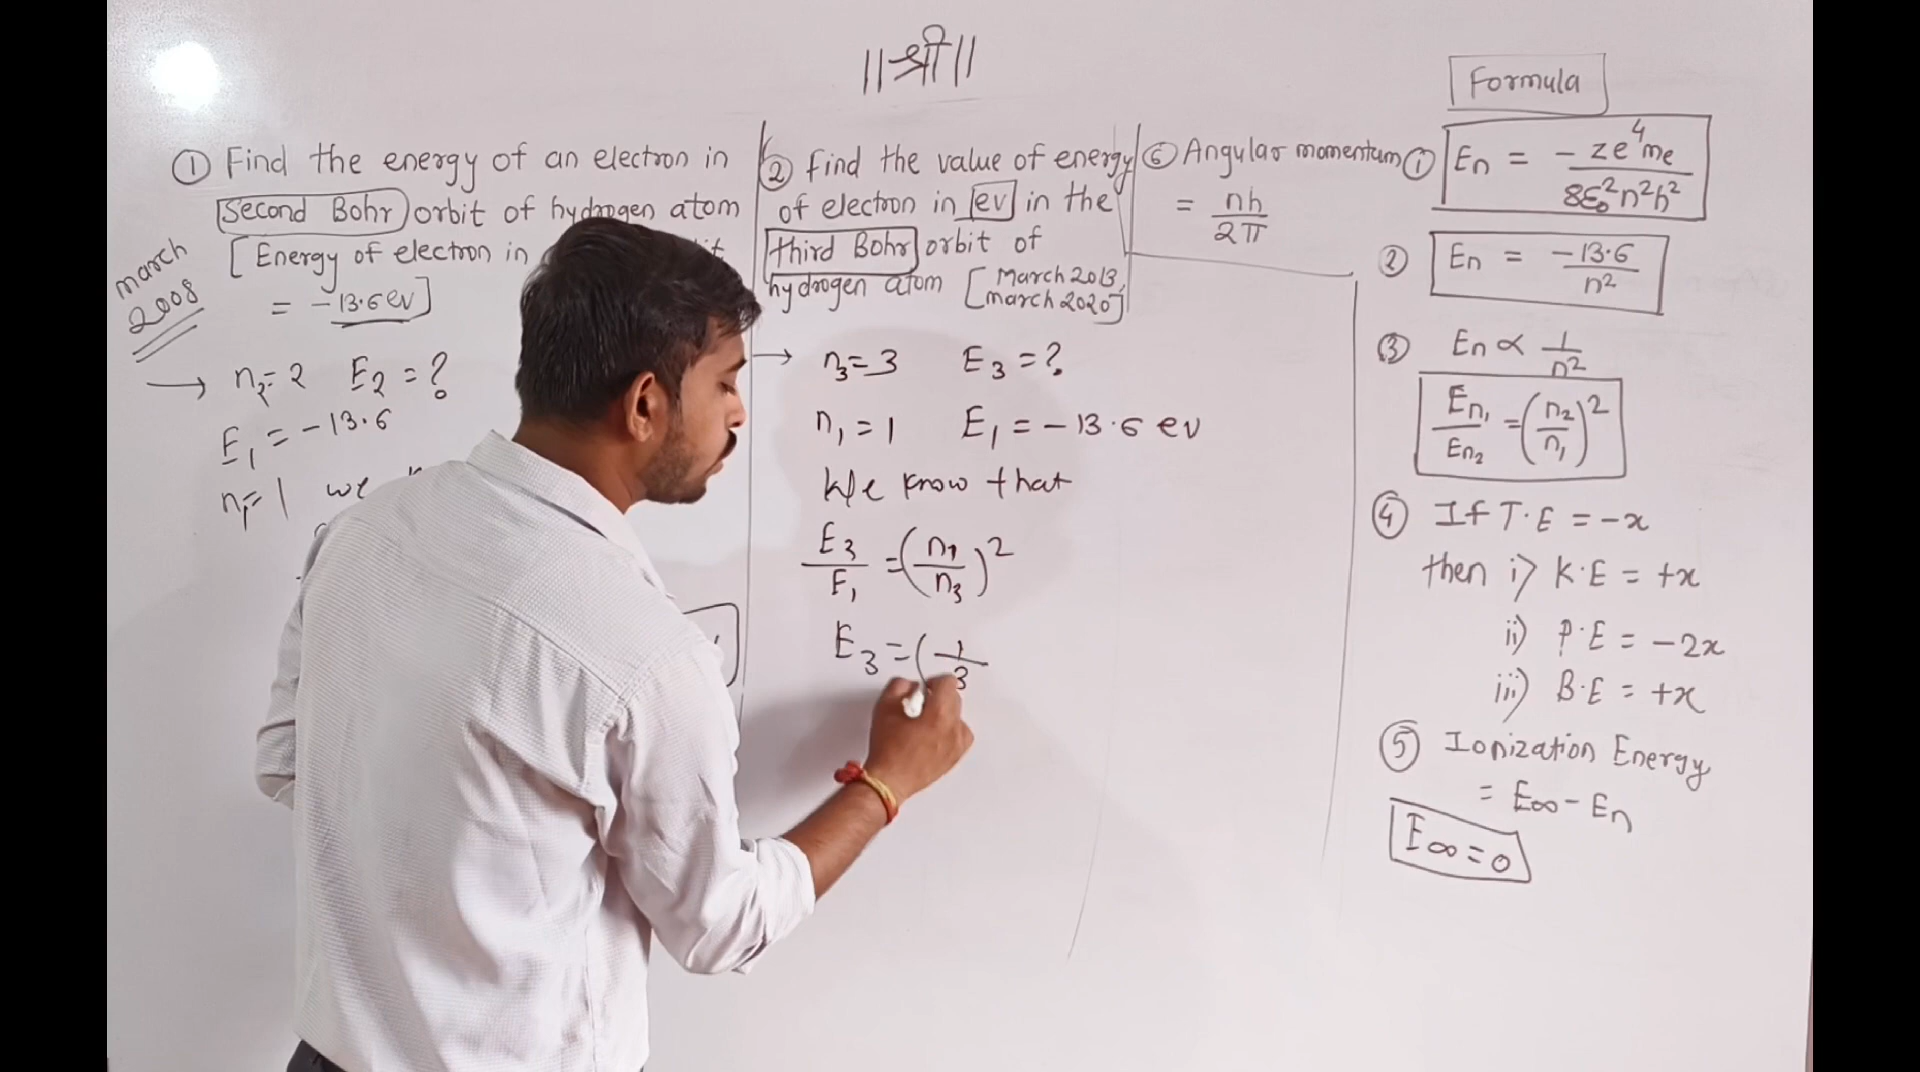 ||श्री||
① Find the energy of an electron in
Second Bohr orbit of hydrogen atom
[Energy of electron in
= -13.6 ev]
march
2008
→ n₂=2 E₂ = ?
E₁ = -13.6
n₁=1 we
② find the value of energy
of electron in ev in the
third Bohr orbit of
hydrogen atom [March 2013,
march 2020]
→ n₃=3 E₃ = ?
n₁ = 1 E₁ = -13.6 ev
We know that
E₃/E₁ = (n₁/n₃)²
E₃ = (1/3
⑥ Angular momentum
= nh/2π
Formula
① En = - ze⁴me/8ε₀²n²h²
② En = -13.6/n²
③ En ∝ 1/n²
En₁/En₂ = (n₂/n₁)²
④ If T.E = -x
then i) K.E = +x
ii) P.E = -2x
iii) B.E = +x
⑤ Ionization Energy
= E∞ - En
E∞ = 0